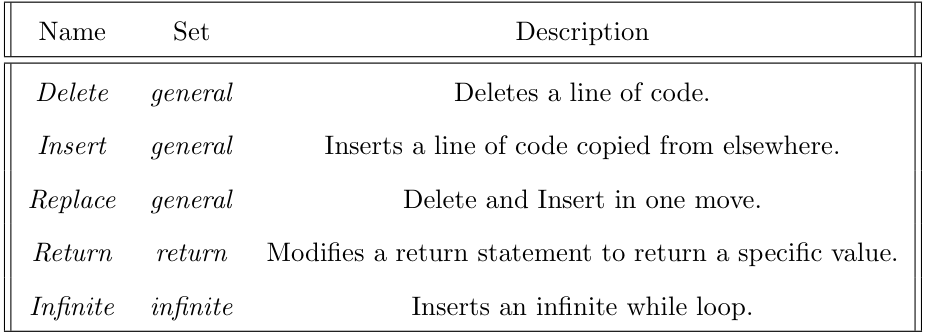 Name Set Description
Delete general Deletes a line of code.
Insert general Inserts a line of code copied from elsewhere.
Replace general Delete and Insert in one move.
Return return Modifies a return statement to return a specific value.
Infinite infinite Inserts an infinite while loop.